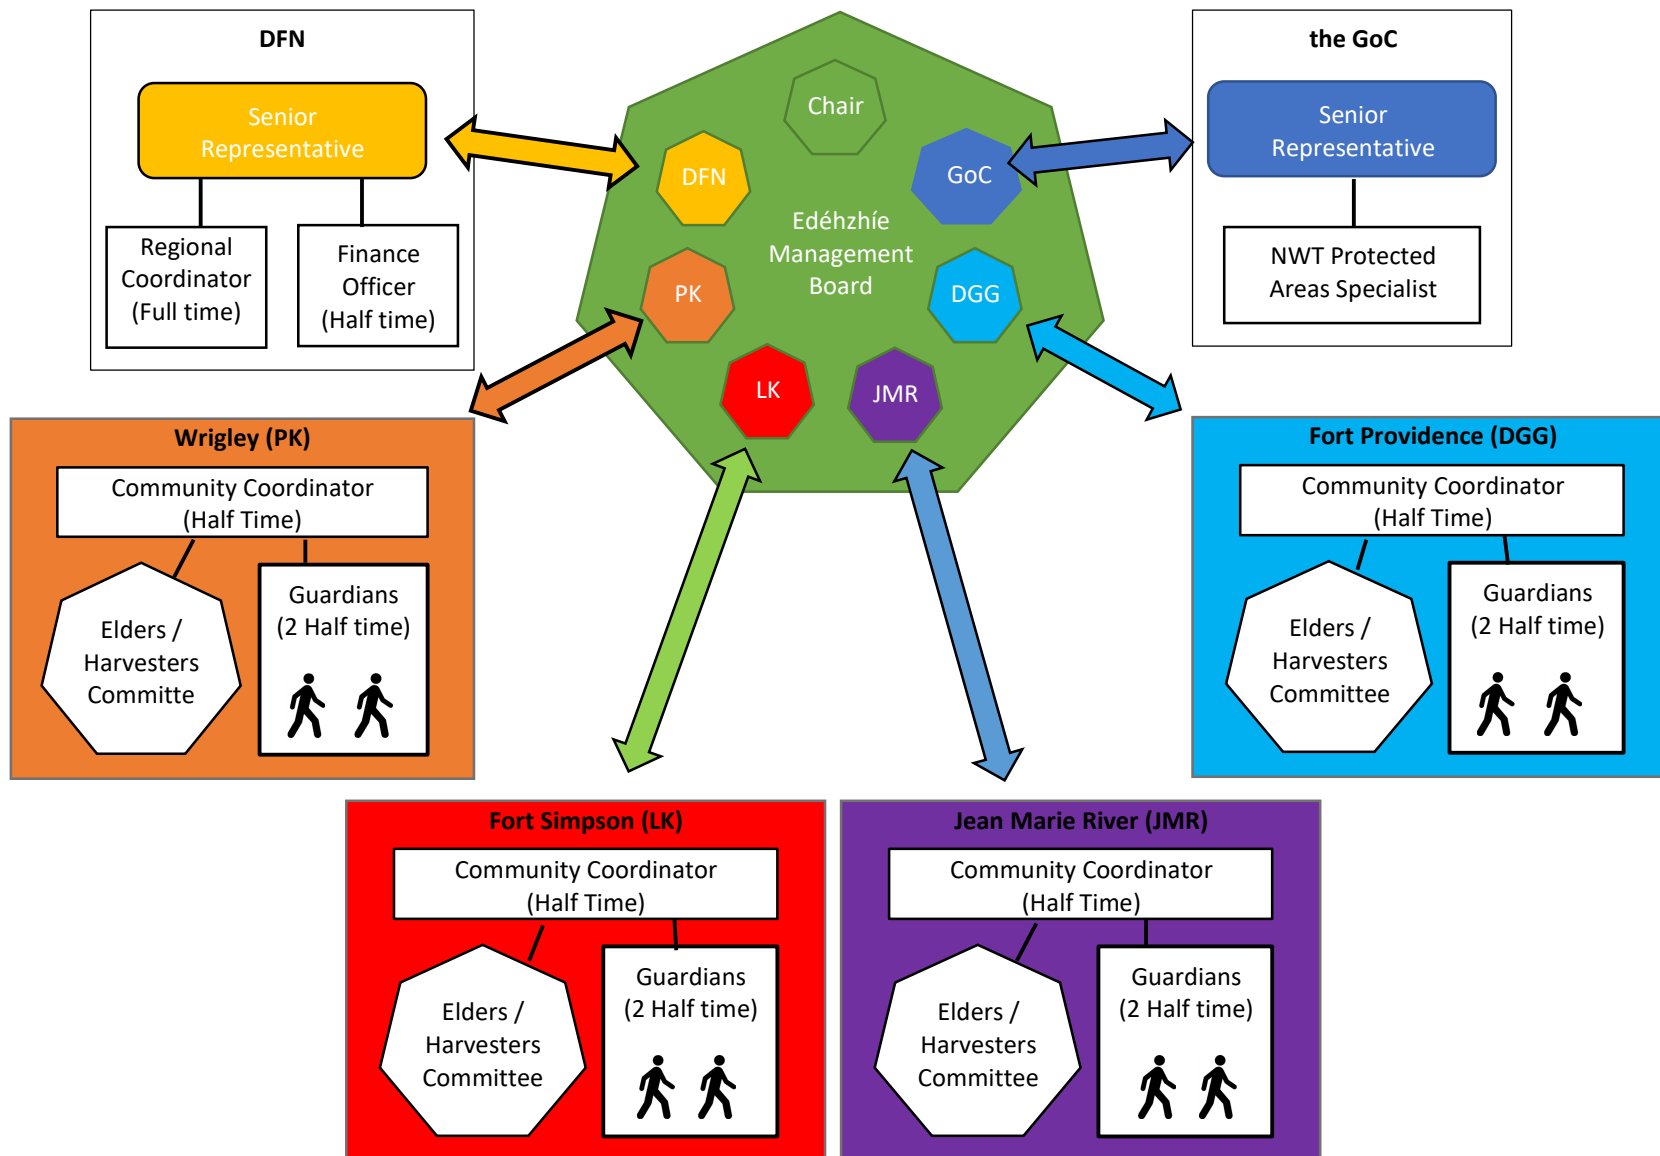 DFN
Senior
Representative
Regional
Coordinator
(Full time)
Finance
Officer
(Half time)
Chair
DFN
GoC
Edéhzhíe
Management
Board
PK
DGG
LK
JMR
the GoC
Senior
Representative
NWT Protected
Areas Specialist
Wrigley (PK)
Community Coordinator
(Half Time)
Elders /
Harvesters
Committe
Guardians
(2 Half time)
Fort Providence (DGG)
Community Coordinator
(Half Time)
Elders /
Harvesters
Committee
Guardians
(2 Half time)
Fort Simpson (LK)
Community Coordinator
(Half Time)
Elders /
Harvesters
Committee
Guardians
(2 Half time)
Jean Marie River (JMR)
Community Coordinator
(Half Time)
Elders /
Harvesters
Committee
Guardians
(2 Half time)